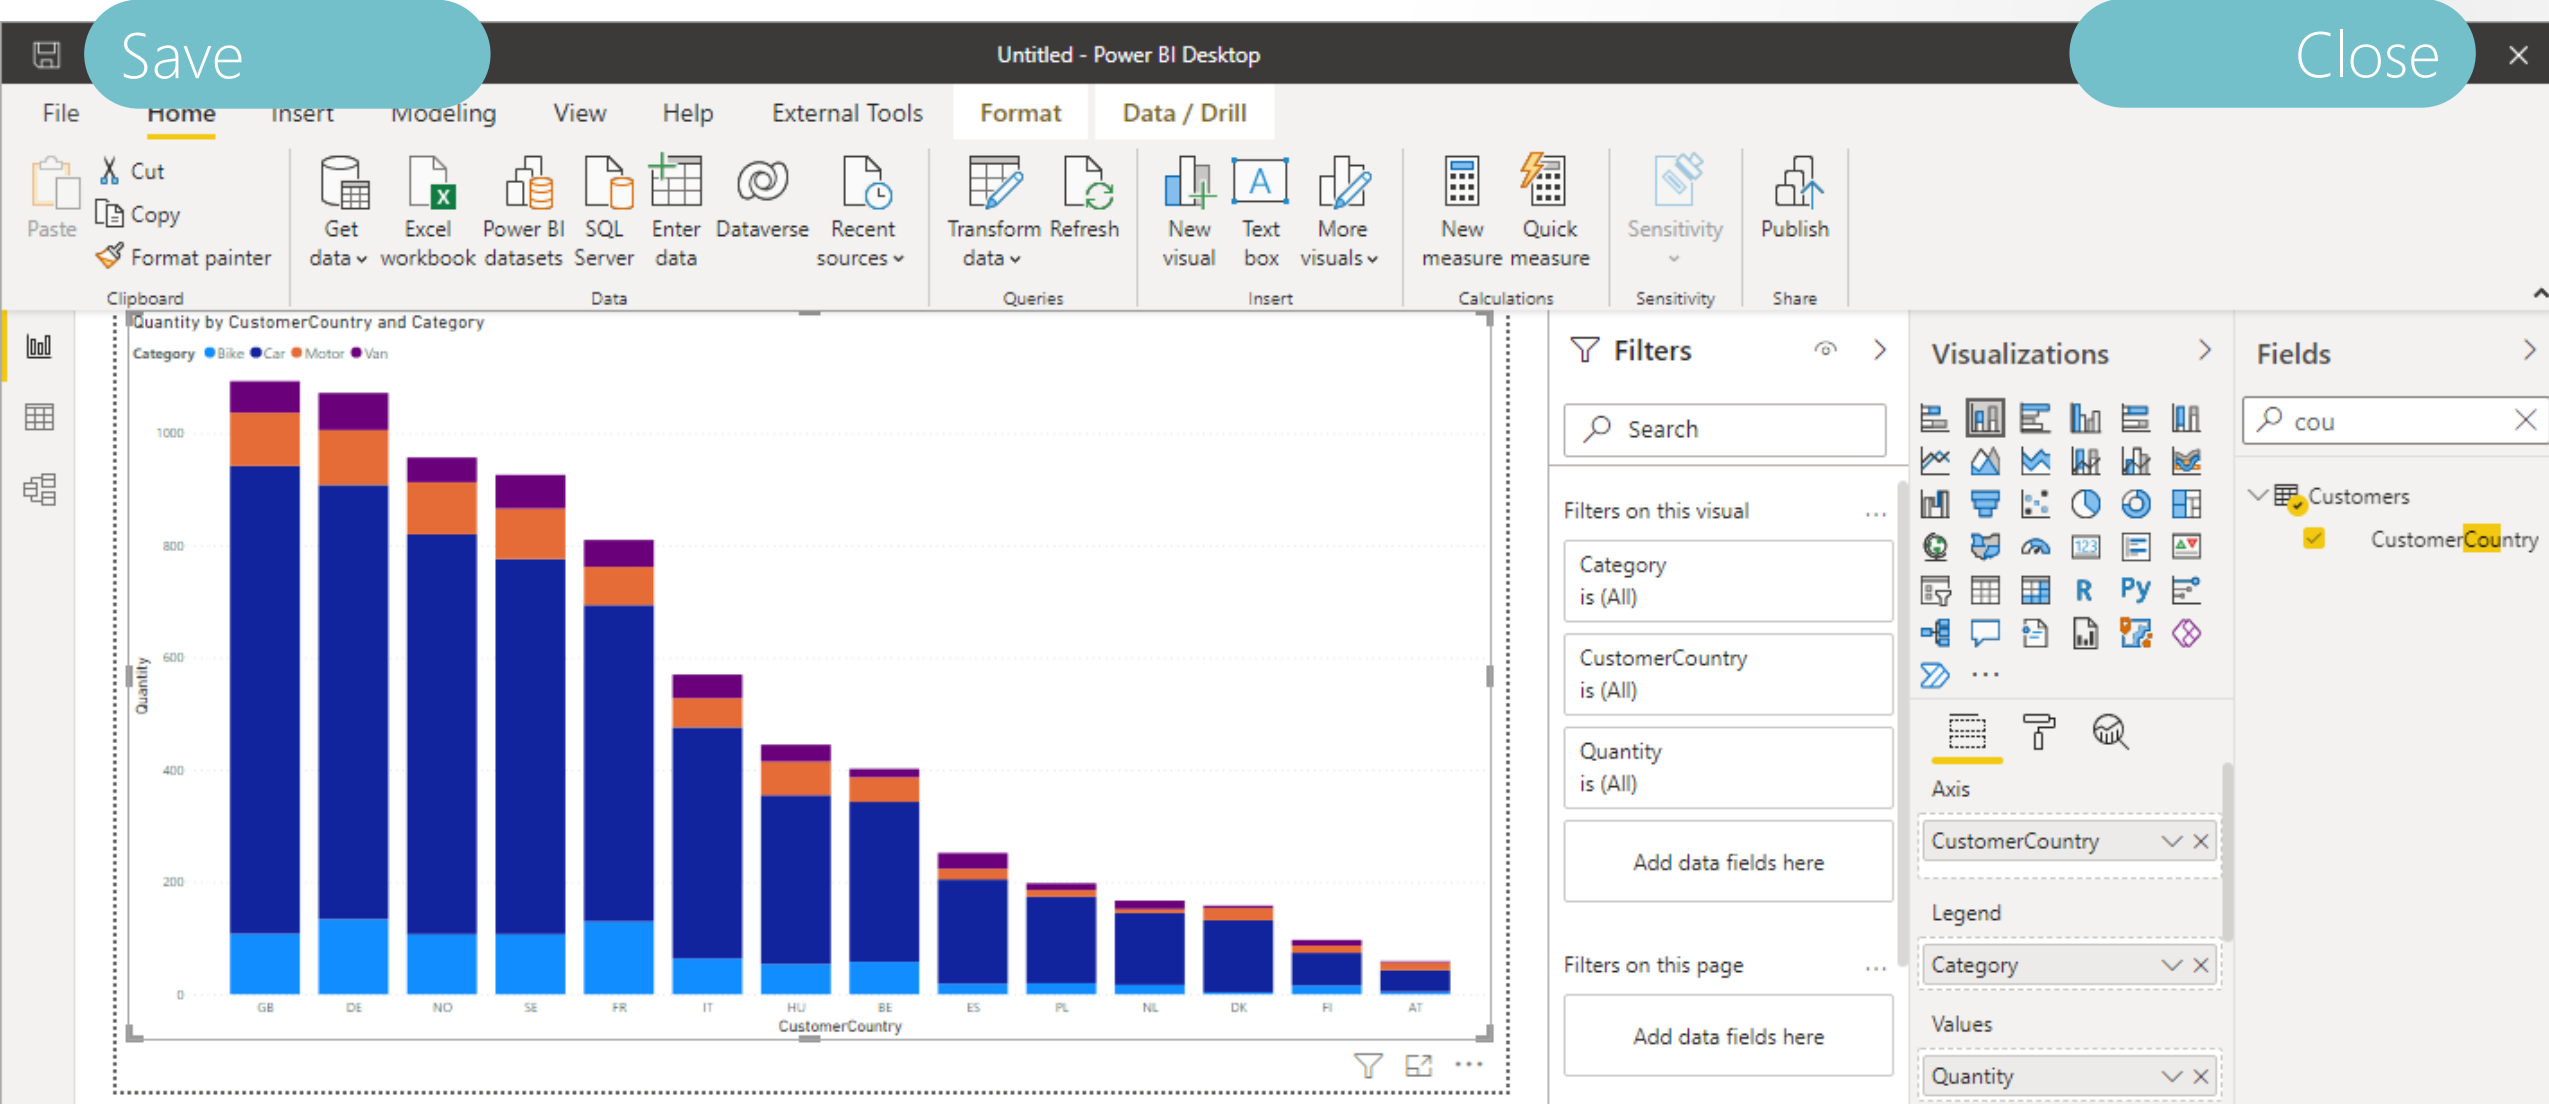 Save
Untitled - Power BI Desktop
Close
File Home Insert Modeling View Help External Tools Format Data / Drill
Paste
Cut
Copy
Format painter
Clipboard
Get data
Excel workbook
Power BI datasets
SQL Server
Enter data
Dataverse
Recent sources
Data
Transform data
Refresh
Queries
New visual
Text box
More visuals
Insert
New measure
Quick measure
Calculations
Sensitivity
Sensitivity
Publish
Share
Quantity by CustomerCountry and Category
Category Bike Car Motor Van
Quantity
1000
800
600
400
200
0
GB DE NO SE FR IT HU BE ES PL NL DK FI AT
CustomerCountry
Filters
Search
Filters on this visual ...
Category
is (All)
CustomerCountry
is (All)
Quantity
is (All)
Add data fields here
Filters on this page ...
Add data fields here
Visualizations
123
R Py
...
Axis
CustomerCountry
Legend
Category
Values
Quantity
Fields
cou
Customers
CustomerCountry